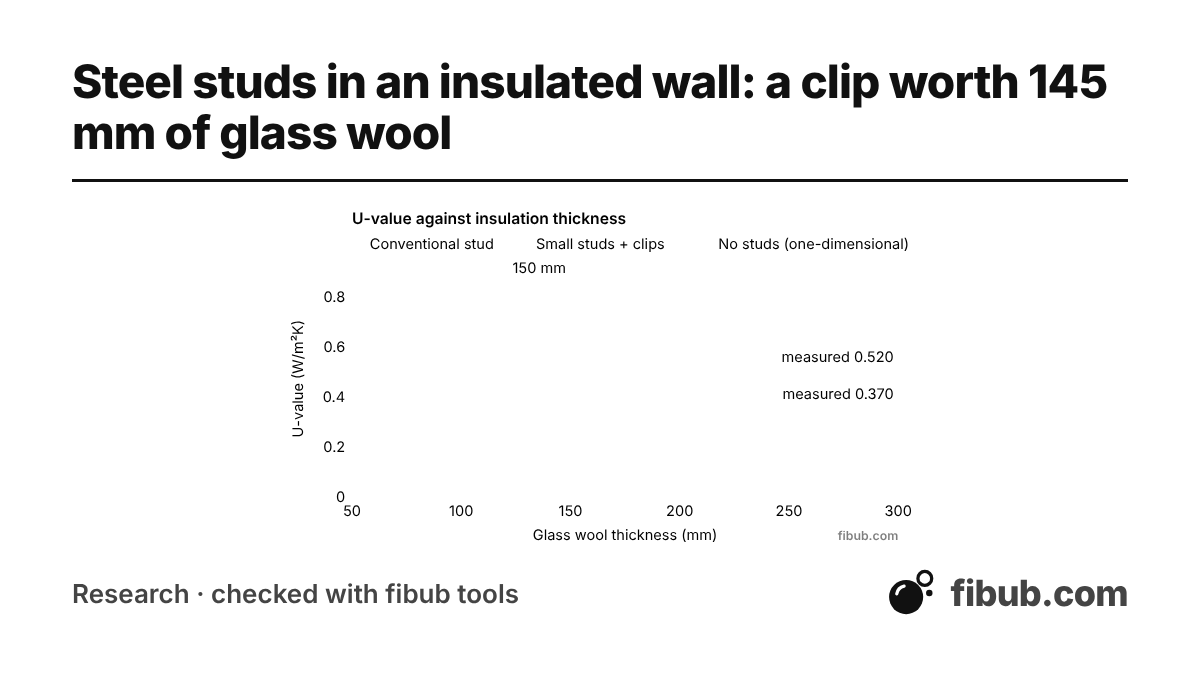 Steel studs in an insulated wall: a clip worth 145
mm of glass wool
U-value against insulation thickness
Conventional stud Small studs + clips No studs (one-dimensional)
150 mm
0.8
0.6
0.4
0.2
0
U-value (W/m²K)
measured 0.520
measured 0.370
50 100 150 200 250 300
Glass wool thickness (mm)
fibub.com
Research · checked with fibub tools
fibub.com